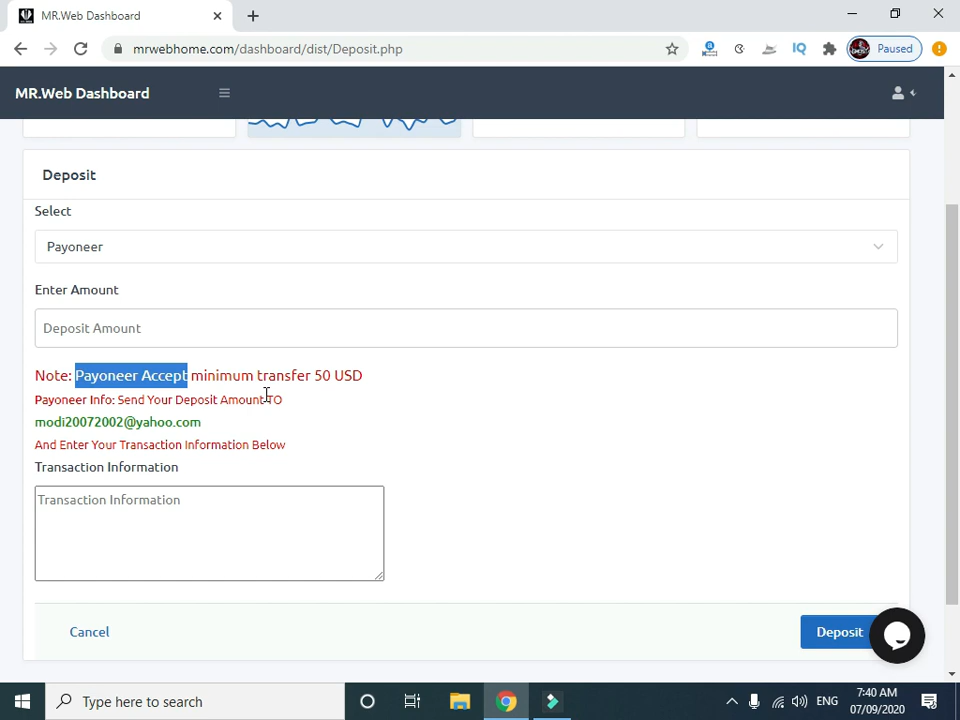 MR.Web Dashboard
mrwebhome.com/dashboard/dist/Deposit.php
IQ
Paused
MR.Web Dashboard
Deposit
Select
Payoneer
Enter Amount
Deposit Amount
Note: Payoneer Accept minimum transfer 50 USD
Payoneer Info: Send Your Deposit Amount TO
modi20072002@yahoo.com
And Enter Your Transaction Information Below
Transaction Information
Transaction Information
Cancel
Deposit
Type here to search
ENG
7:40 AM
07/09/2020